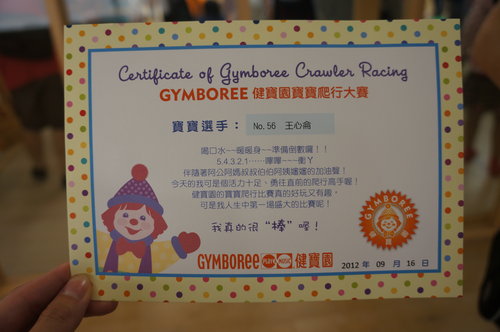 Certificate of Gymboree Crawler Racing
GYMBOREE 健寶園寶寶爬行大賽
寶寶選手： No.56 王心侖
喝口水~~暖暖身~~準備倒數囉！！
5.4.3.2.1······嗶嗶~~~衝ㄚ
伴隨著阿公阿媽叔叔伯伯阿姨嬸嬸的加油聲！
今天的我可是個活力十足、勇往直前的爬行高手喔！
健寶園的寶寶爬行比賽真的好玩又有趣，
可是我人生中第一場盛大的比賽呢！
我真的很“棒”喔！
GYMBOREE
GYMBOREE PLAY MUSIC 健寶園
2012 年 09 月 16 日